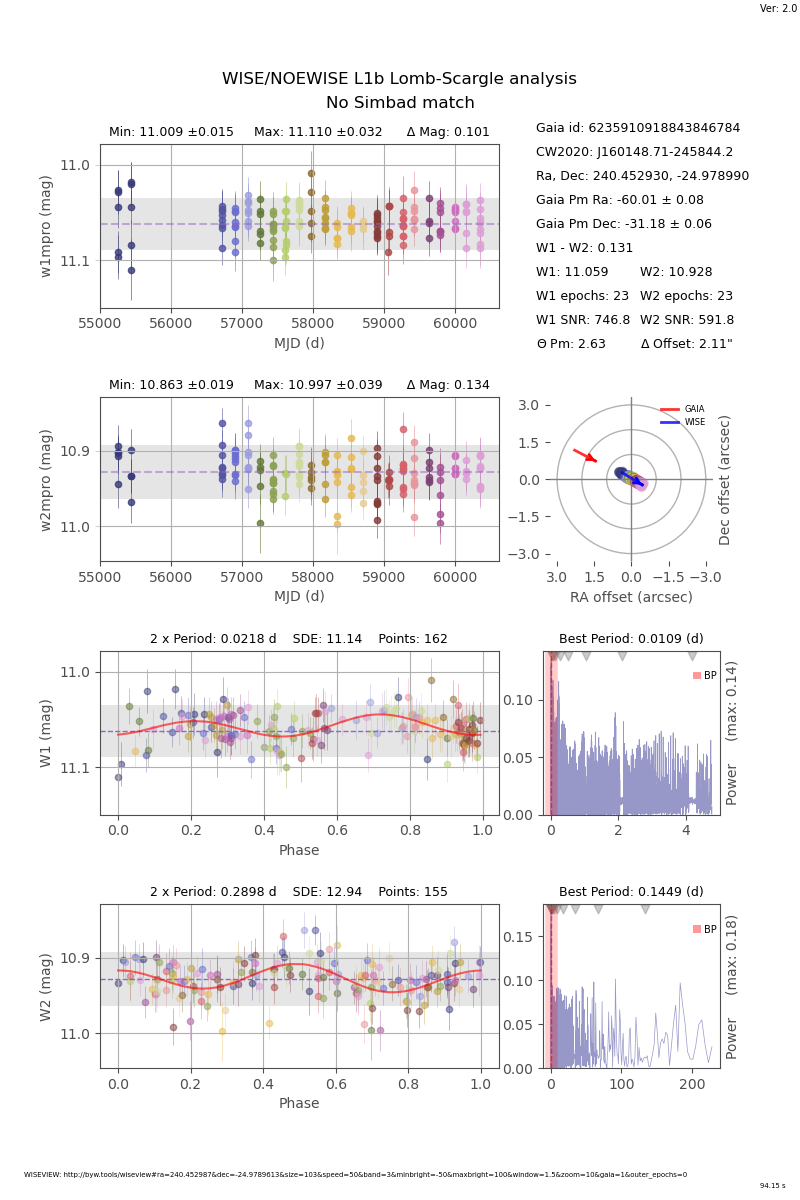 Ver: 2.0
WISE/NOEWISE L1b Lomb-Scargle analysis
No Simbad match
Min: 11.009 ±0.015 Max: 11.110 ±0.032 Δ Mag: 0.101
w1mpro (mag)
11.0
11.1
55000 56000 57000 58000 59000 60000
MJD (d)
Gaia id: 6235910918843846784
CW2020: J160148.71-245844.2
Ra, Dec: 240.452930, -24.978990
Gaia Pm Ra: -60.01 ± 0.08
Gaia Pm Dec: -31.18 ± 0.06
W1 - W2: 0.131
W1: 11.059 W2: 10.928
W1 epochs: 23 W2 epochs: 23
W1 SNR: 746.8 W2 SNR: 591.8
Θ Pm: 2.63 Δ Offset: 2.11"
Min: 10.863 ±0.019 Max: 10.997 ±0.039 Δ Mag: 0.134
w2mpro (mag)
10.9
11.0
55000 56000 57000 58000 59000 60000
MJD (d)
GAIA
WISE
3.0
1.5
0.0
−1.5
−3.0
3.0 1.5 0.0 −1.5 −3.0
RA offset (arcsec)
Dec offset (arcsec)
2 x Period: 0.0218 d SDE: 11.14 Points: 162
W1 (mag)
11.0
11.1
0.0 0.2 0.4 0.6 0.8 1.0
Phase
Best Period: 0.0109 (d)
BP
0.10
0.05
0.00
0 2 4
Power (max: 0.14)
2 x Period: 0.2898 d SDE: 12.94 Points: 155
W2 (mag)
10.9
11.0
0.0 0.2 0.4 0.6 0.8 1.0
Phase
Best Period: 0.1449 (d)
BP
0.15
0.10
0.05
0.00
0 100 200
Power (max: 0.18)
WISEVIEW: http://byw.tools/wiseview#ra=240.452987&dec=-24.9789613&size=103&speed=50&band=3&minbright=-50&maxbright=100&window=1.5&zoom=10&gaia=1&outer_epochs=0
94.15 s